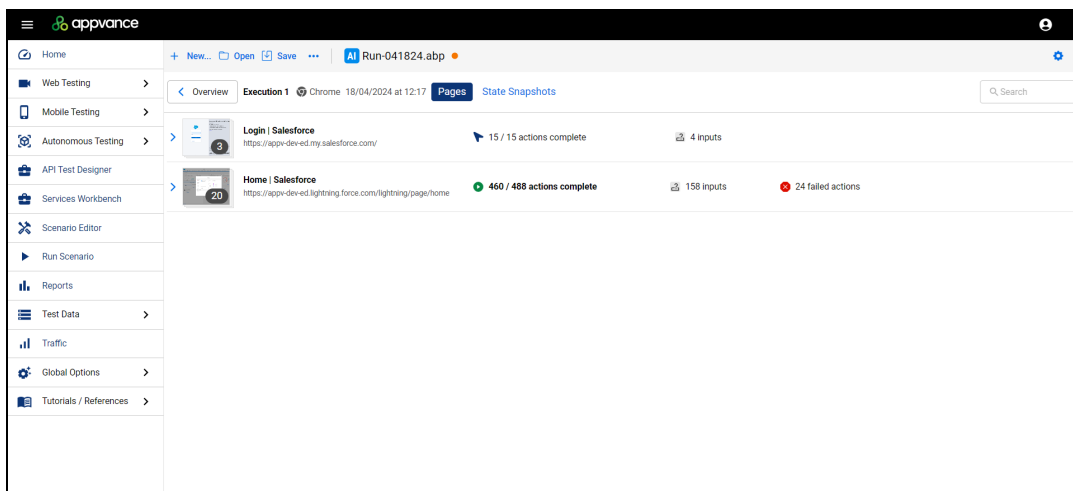 appvance
Home
Web Testing
Mobile Testing
Autonomous Testing
API Test Designer
Services Workbench
Scenario Editor
Run Scenario
Reports
Test Data
Traffic
Global Options
Tutorials / References
+ New... Open Save ... AI Run-041824.abp
Overview Execution 1 Chrome 18/04/2024 at 12:17 Pages State Snapshots Search
3 Login | Salesforce 15 / 15 actions complete 4 inputs
https://appv-dev-ed.my.salesforce.com/
20 Home | Salesforce 460 / 488 actions complete 158 inputs 24 failed actions
https://appv-dev-ed.lightning.force.com/lightning/page/home